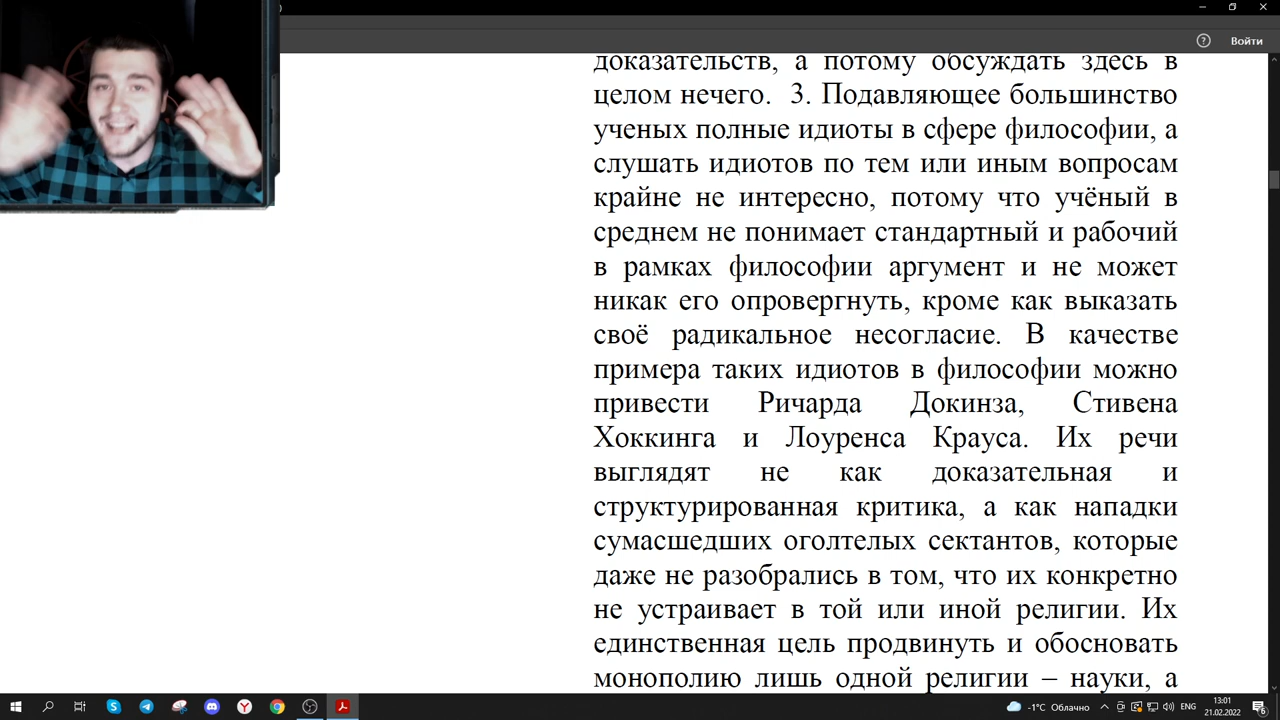 Войти
доказательств, а потому обсуждать здесь в
целом нечего. 3. Подавляющее большинство
ученых полные идиоты в сфере философии, а
слушать идиотов по тем или иным вопросам
крайне не интересно, потому что учёный в
среднем не понимает стандартный и рабочий
в рамках философии аргумент и не может
никак его опровергнуть, кроме как выказать
своё радикальное несогласие. В качестве
примера таких идиотов в философии можно
привести Ричарда Докинза, Стивена
Хоккинга и Лоуренса Крауса. Их речи
выглядят не как доказательная и
структурированная критика, а как нападки
сумасшедших оголтелых сектантов, которые
даже не разобрались в том, что их конкретно
не устраивает в той или иной религии. Их
единственная цель продвинуть и обосновать
монополию лишь одной религии – науки, а
-1°C Облачно ENG 13:01
21.02.2022 6